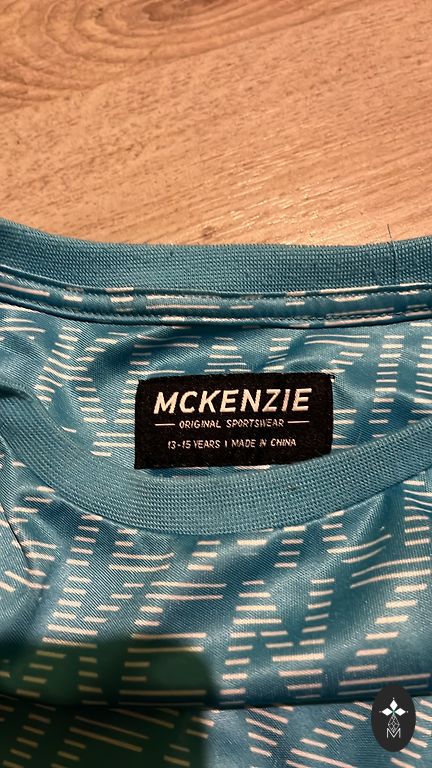 MCKENZIE
ORIGINAL SPORTSWEAR
13-15 YEARS | MADE IN CHINA